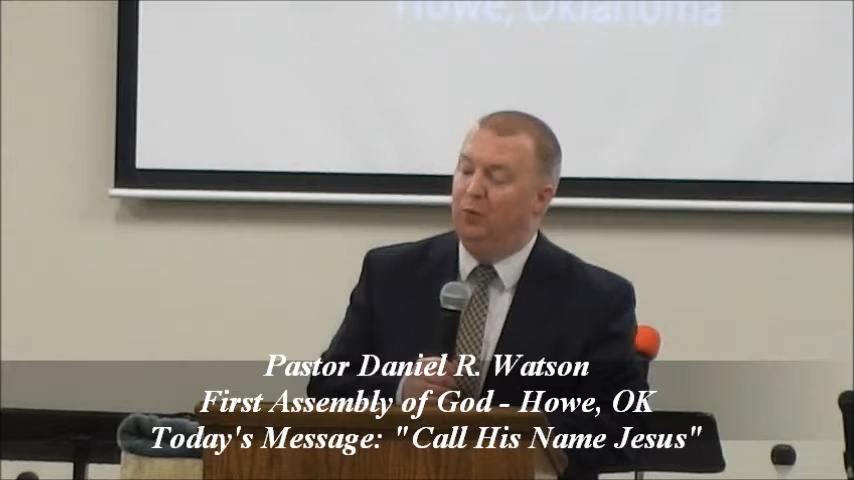 Howe, Oklahoma
Pastor Daniel R. Watson
First Assembly of God - Howe, OK
Today's Message: "Call His Name Jesus"